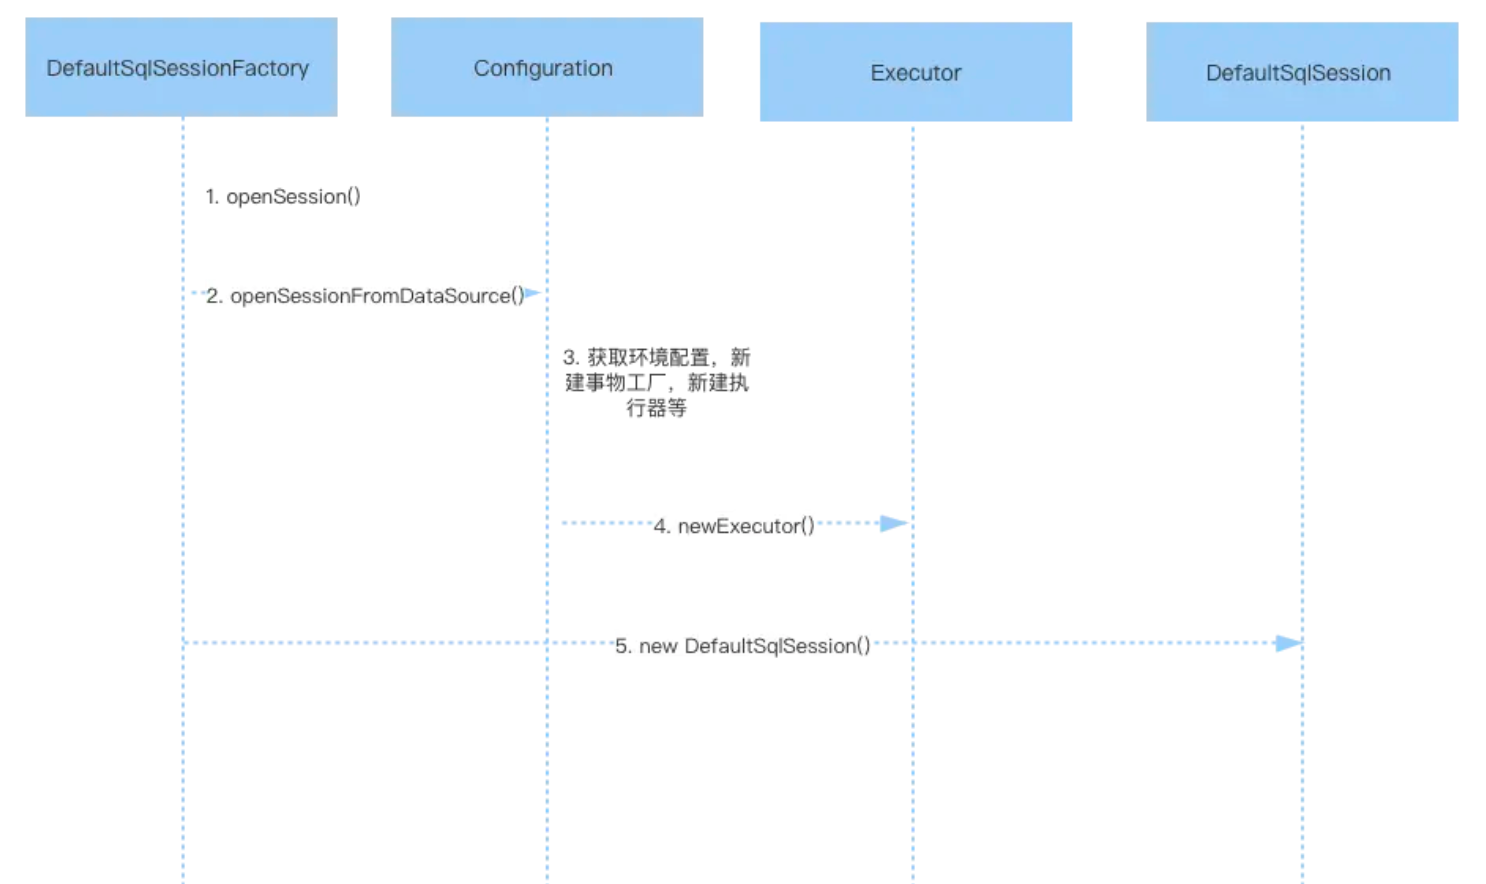 DefaultSqlSessionFactory
Configuration
Executor
DefaultSqlSession
1. openSession()
2. openSessionFromDataSource()
3. 获取环境配置，新
建事物工厂，新建执
行器等
4. newExecutor()
5. new DefaultSqlSession()